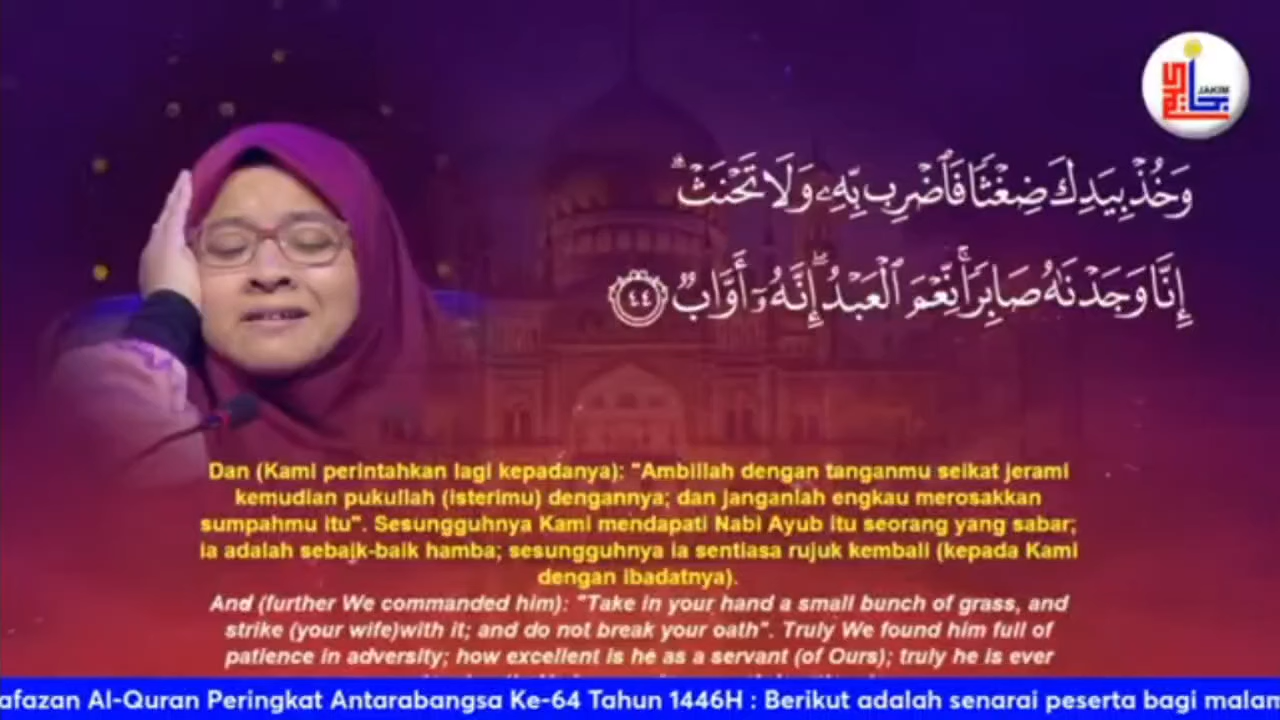 JAKIM
وَخُذْ بِيَدِكَ ضِغْثًا فَٱضْرِب بِّهِۦ وَلَا تَحْنَثْ ۗ
إِنَّا وَجَدْنَـٰهُ صَابِرًا ۚ نِّعْمَ ٱلْعَبْدُ ۖ إِنَّهُۥٓ أَوَّابٌ ٤٤
Dan (Kami perintahkan lagi kepadanya): "Ambillah dengan tanganmu seikat jerami
kemudian pukullah (isterimu) dengannya; dan janganlah engkau merosakkan
sumpahmu itu". Sesungguhnya Kami mendapati Nabi Ayub itu seorang yang sabar;
ia adalah sebaik-baik hamba; sesungguhnya ia sentiasa rujuk kembali (kepada Kami
dengan ibadatnya).
And (further We commanded him): "Take in your hand a small bunch of grass, and
strike (your wife)with it; and do not break your oath". Truly We found him full of
patience in adversity; how excellent is he as a servant (of Ours); truly he is ever
afazan Al-Quran Peringkat Antarabangsa Ke-64 Tahun 1446H : Berikut adalah senarai peserta bagi malam